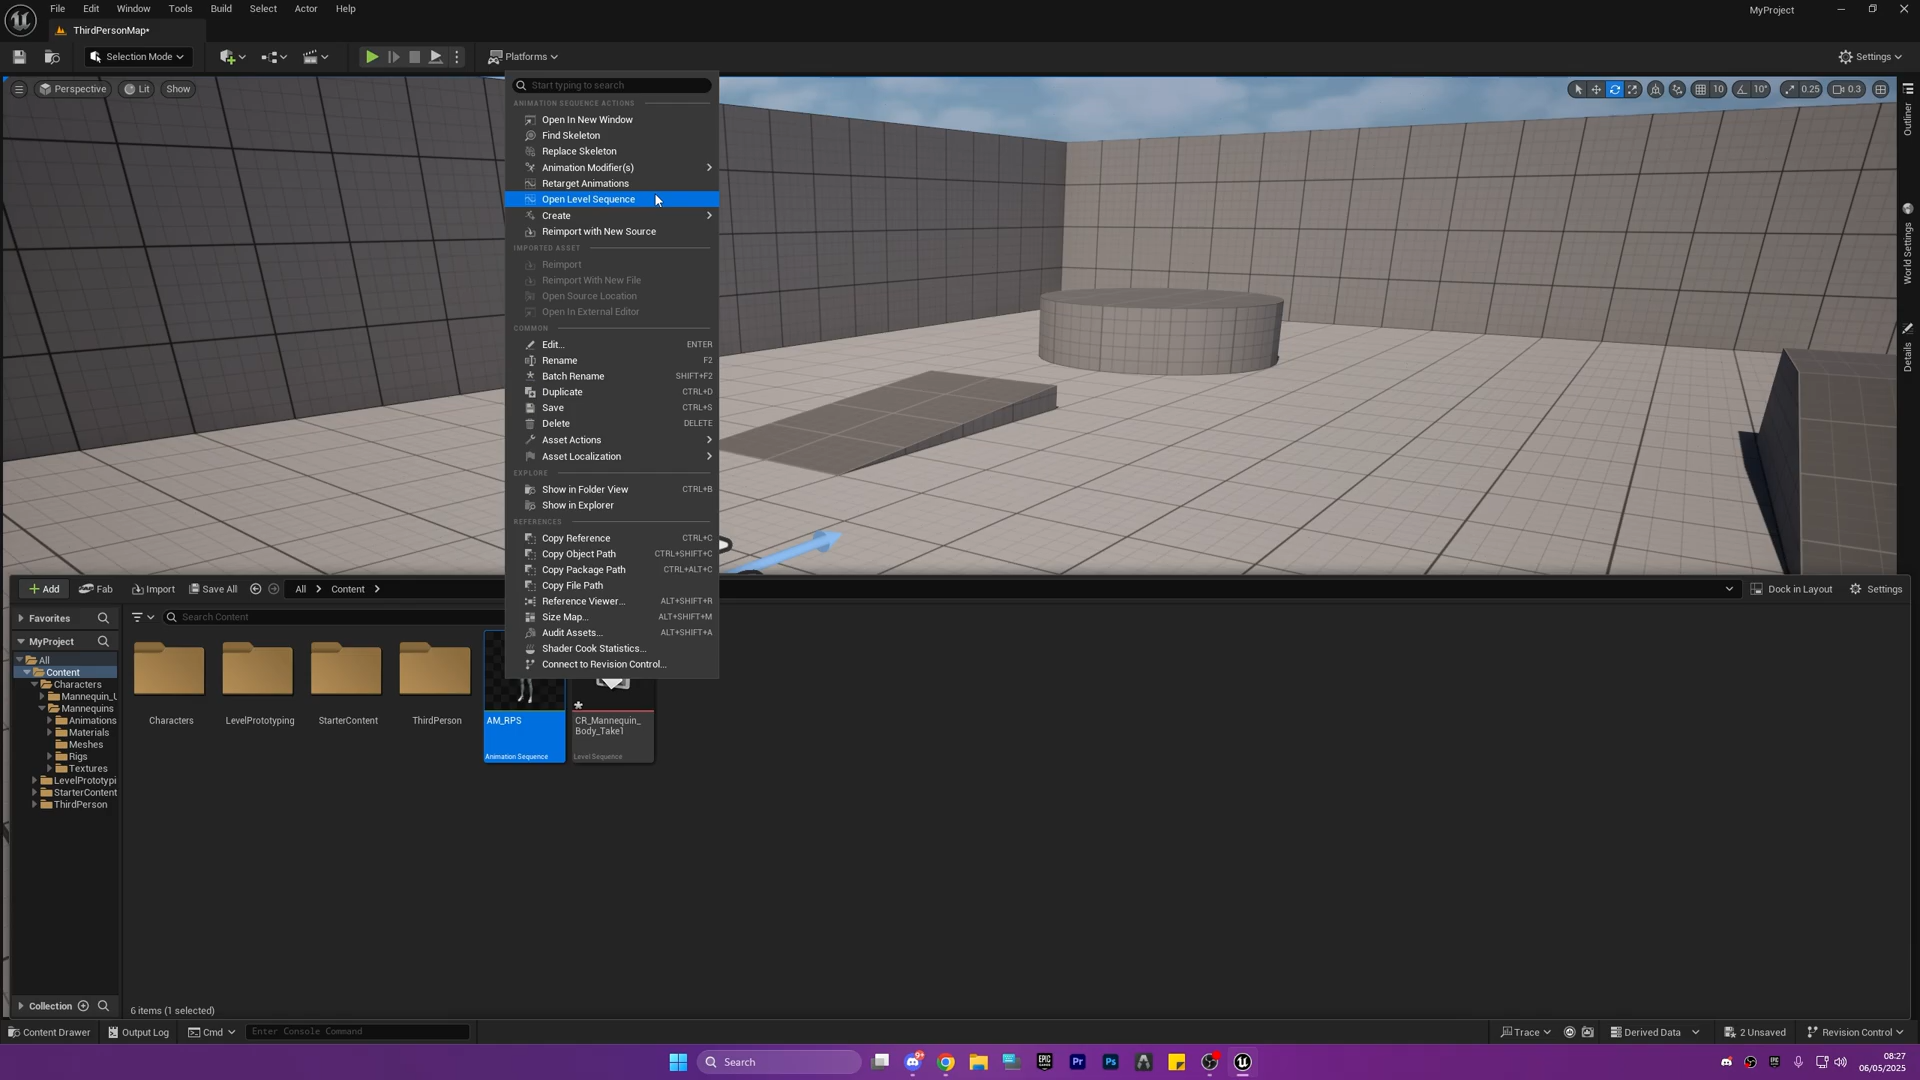 File Edit Window Tools Build Select Actor Help
MyProject
ThirdPersonMap*
Selection Mode
Platforms
Settings
Perspective
Lit
Show
10
10°
0.25
0.3
Outliner
World Settings
Details
Start typing to search
ANIMATION SEQUENCE ACTIONS
Open In New Window
Find Skeleton
Replace Skeleton
Animation Modifier(s)
Retarget Animations
Open Level Sequence
Create
Reimport with New Source
IMPORTED ASSET
Reimport
Reimport With New File
Open Source Location
Open In External Editor
COMMON
Edit... ENTER
Rename F2
Batch Rename SHIFT+F2
Duplicate CTRL+D
Save CTRL+S
Delete DELETE
Asset Actions
Asset Localization
EXPLORE
Show in Folder View CTRL+B
Show in Explorer
REFERENCES
Copy Reference CTRL+C
Copy Object Path CTRL+SHIFT+C
Copy Package Path CTRL+ALT+C
Copy File Path
Reference Viewer... ALT+SHIFT+R
Size Map... ALT+SHIFT+M
Audit Assets... ALT+SHIFT+A
Shader Cook Statistics...
Connect to Revision Control...
Add Fab Import Save All All Content
Dock in Layout Settings
Favorites
Search Content
MyProject
All
Content
Characters
Mannequin_U
Mannequins
Animations
Materials
Meshes
Rigs
Textures
LevelPrototypi
StarterContent
ThirdPerson
Characters
LevelPrototyping
StarterContent
ThirdPerson
AM_RPS
Animation Sequence
CR_Mannequin_
Body_Take1
Level Sequence
Collection
6 items (1 selected)
Content Drawer Output Log Cmd Enter Console Command
Trace Derived Data 2 Unsaved Revision Control
Search
EPIC GAMES
Pr
Ps
08:27
06/05/2025